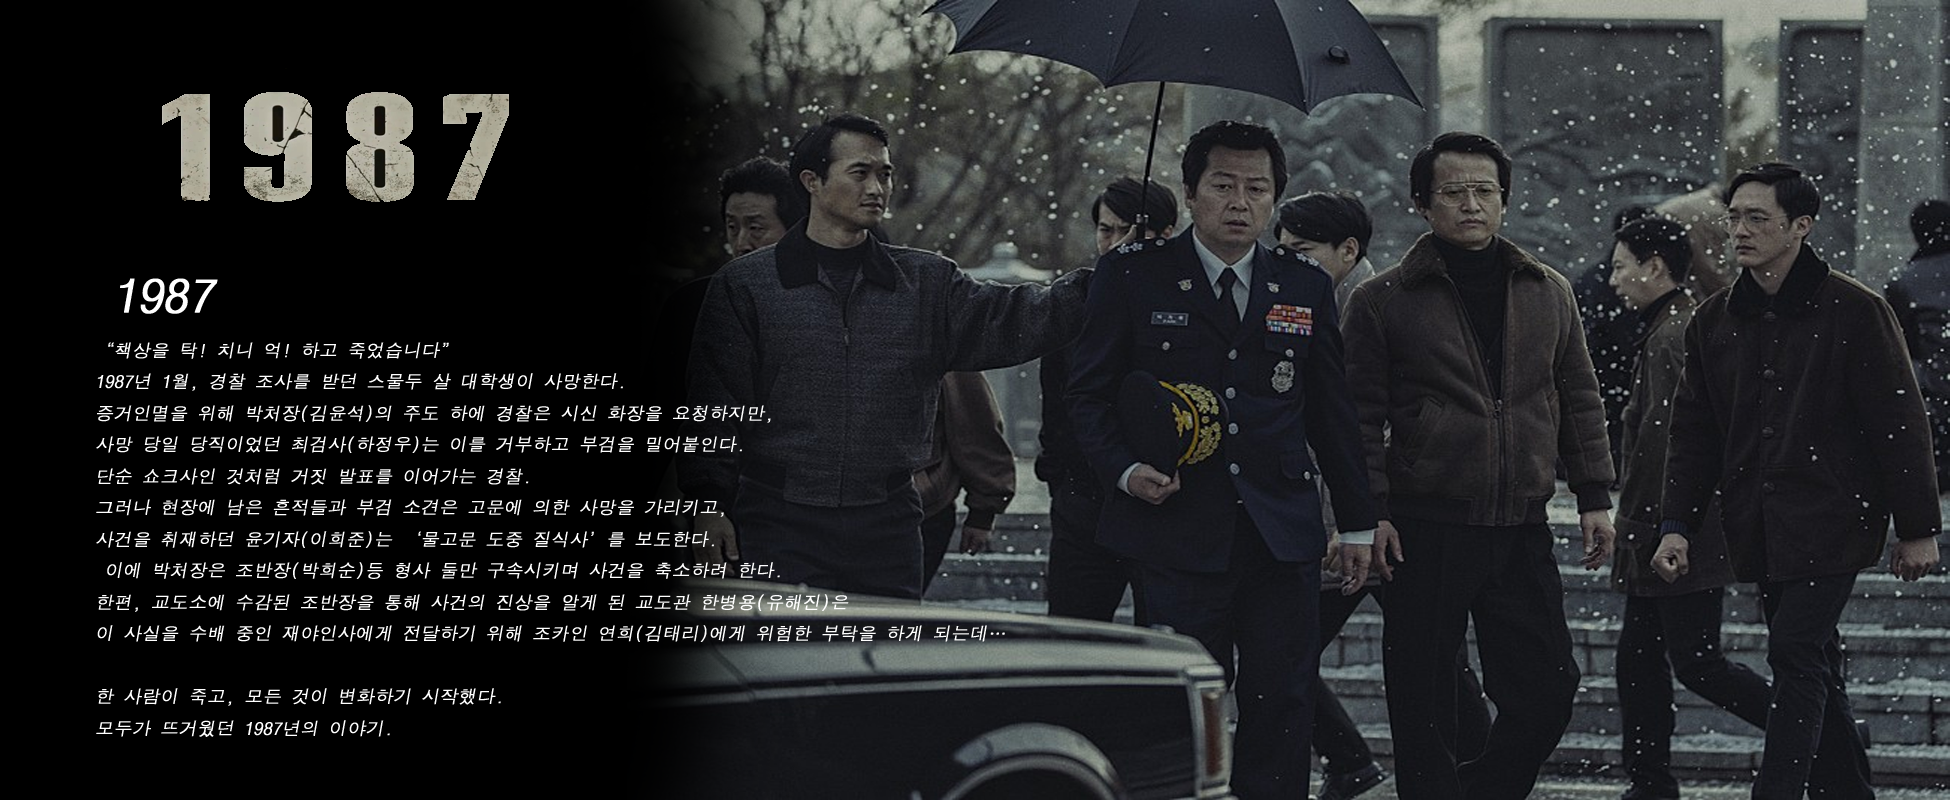 1987
1987
“책상을 탁! 치니 억! 하고 죽었습니다”
1987년 1월, 경찰 조사를 받던 스물두 살 대학생이 사망한다.
증거인멸을 위해 박처장(김윤석)의 주도 하에 경찰은 시신 화장을 요청하지만,
사망 당일 당직이었던 최검사(하정우)는 이를 거부하고 부검을 밀어붙인다.
단순 쇼크사인 것처럼 거짓 발표를 이어가는 경찰.
그러나 현장에 남은 흔적들과 부검 소견은 고문에 의한 사망을 가리키고,
사건을 취재하던 윤기자(이희준)는 ‘물고문 도중 질식사’를 보도한다.
이에 박처장은 조반장(박희순)등 형사 둘만 구속시키며 사건을 축소하려 한다.
한편, 교도소에 수감된 조반장을 통해 사건의 진상을 알게 된 교도관 한병용(유해진)은
이 사실을 수배 중인 재야인사에게 전달하기 위해 조카인 연희(김태리)에게 위험한 부탁을 하게 되는데…
한 사람이 죽고, 모든 것이 변화하기 시작했다.
모두가 뜨거웠던 1987년의 이야기.